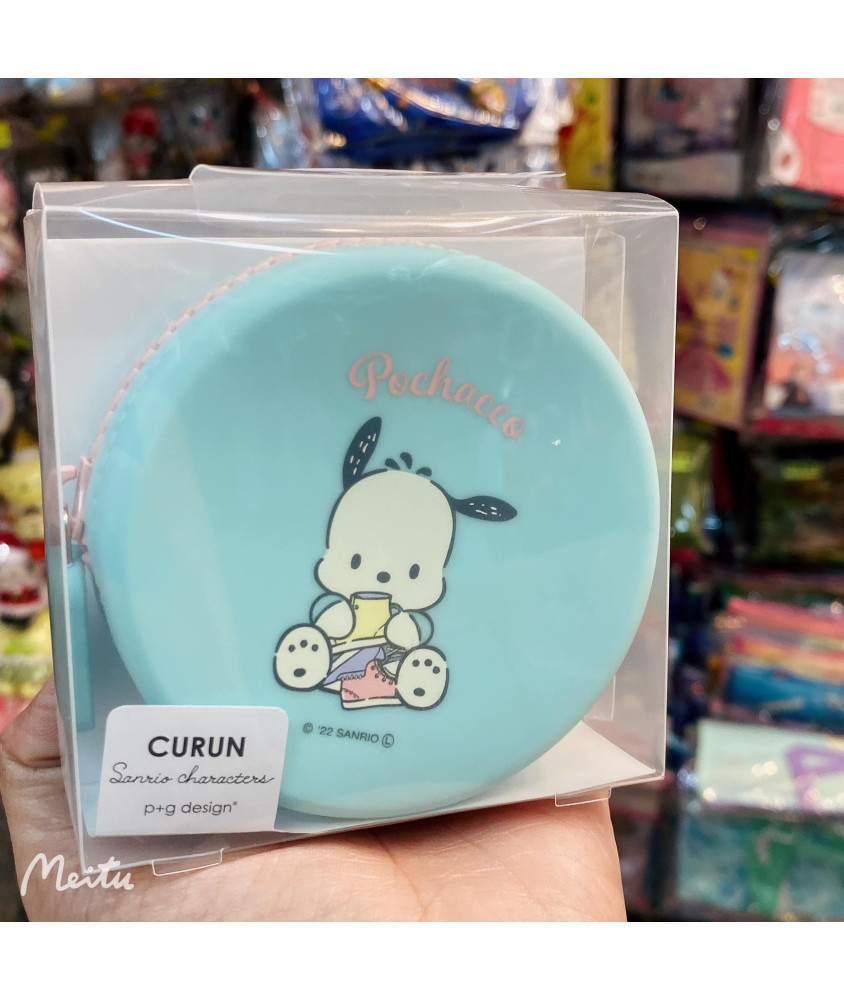 Pochacco
© '22 SANRIO Ⓛ
CURUN
Sanrio characters
p+g design®
Meitu